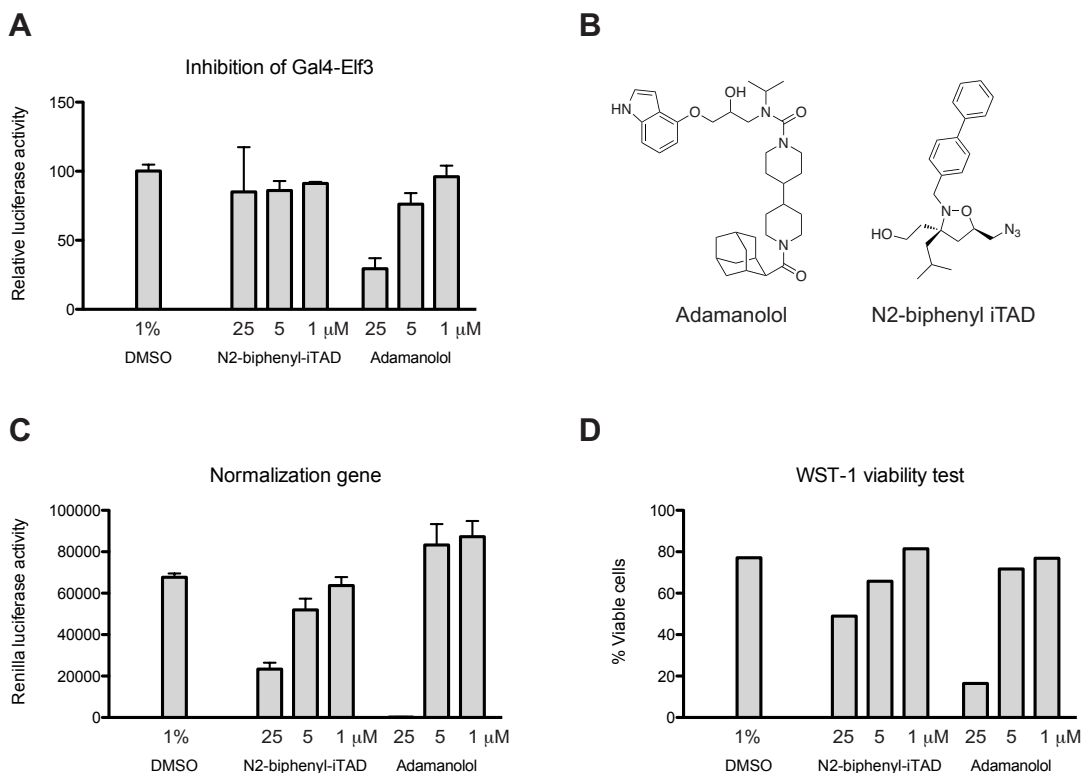 A
Inhibition of Gal4-Elf3
Relative luciferase activity
150
100
50
0
1%
25
5
1 μM
25
5
1 μM
DMSO
N2-biphenyl-iTAD
Adamanolol
B
HN
O
OH
N
O
N
N
O
Adamanolol
N
O
HO
N3
N2-biphenyl iTAD
C
Normalization gene
Renilla luciferase activity
100000
80000
60000
40000
20000
0
1%
25
5
1 μM
25
5
1 μM
DMSO
N2-biphenyl-iTAD
Adamanolol
D
WST-1 viability test
% Viable cells
100
80
60
40
20
0
1%
25
5
1 μM
25
5
1 μM
DMSO
N2-biphenyl-iTAD
Adamanolol